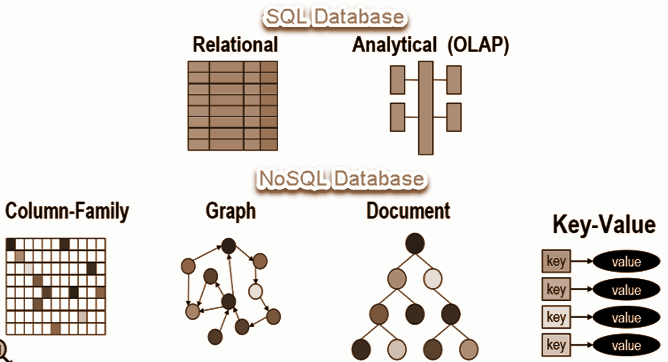 SQL Database
Relational
Analytical (OLAP)
NoSQL Database
Column-Family
Graph
Document
Key-Value
key
value
key
value
key
value
key
value